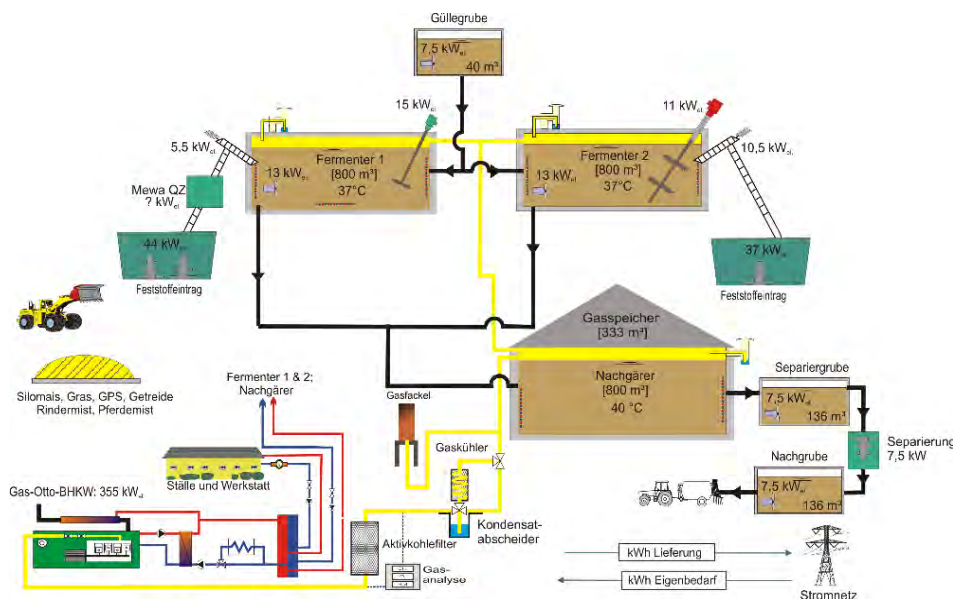 Güllegrube
7,5 kWel.
40 m³
15 kWel.
11 kWel.
5,5 kWel.
10,5 kWel.
Fermenter 1
[800 m³]
37°C
13 kWel.
Fermenter 2
[800 m³]
37°C
13 kWel.
Mewa QZ
? kWel
44 kWel.
Feststoffeintrag
37 kWel.
Feststoffeintrag
Gasspeicher
[333 m³]
Nachgärer
[800 m³]
40 °C
Silomais, Gras, GPS, Getreide
Rindermist, Pferdemist
Fermenter 1 & 2;
Nachgärer
Gasfackel
Separiergrube
7,5 kWel.
136 m³
Separierung
7,5 kW
Gaskühler
Nachgrube
7,5 kWel.
136 m³
Ställe und Werkstatt
Gas-Otto-BHKW: 355 kWel
Kondensat-
abscheider
Aktivkohlefilter
Gas-
analyse
kWh Lieferung
kWh Eigenbedarf
Stromnetz